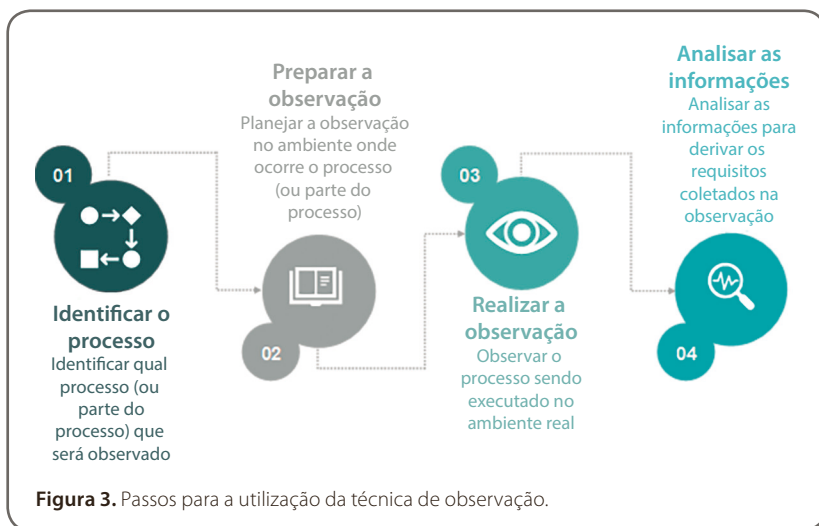 01
Identificar o
processo
Identificar qual
processo (ou
parte do
processo) que
será observado
Preparar a
observação
Planejar a observação
no ambiente onde
ocorre o processo
(ou parte do
processo)
02
03
Realizar a
observação
Observar o
processo sendo
executado no
ambiente real
Analisar as
informações
Analisar as
informações para
derivar os
requisitos
coletados na
observação
04
Figura 3. Passos para a utilização da técnica de observação.